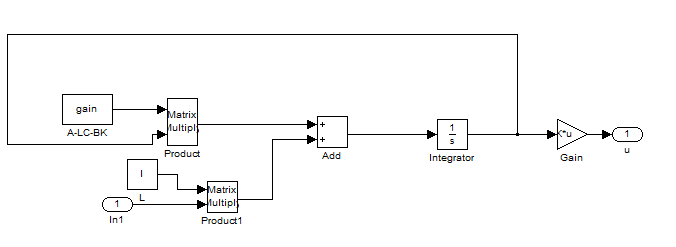 gain
A-LC-BK
Matrix
Multiply
Product
I
L
1
In1
Matrix
Multiply
Product1
+
+
Add
1
s
Integrator
K*u
Gain
1
u